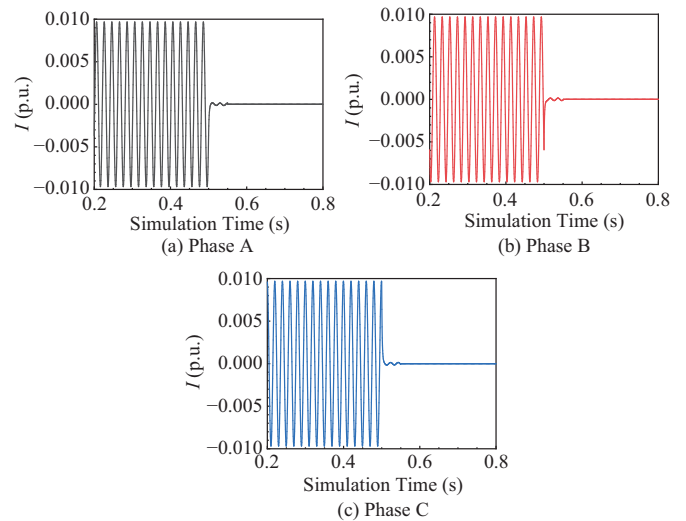 0.010
0.005
0.000
−0.005
−0.010
I (p.u.)
0.2 0.4 0.6 0.8
Simulation Time (s)
(a) Phase A
0.010
0.005
0.000
−0.005
−0.010
I (p.u.)
0.2 0.4 0.6 0.8
Simulation Time (s)
(b) Phase B
0.010
0.005
0.000
−0.005
−0.010
I (p.u.)
0.2 0.4 0.6 0.8
Simulation Time (s)
(c) Phase C